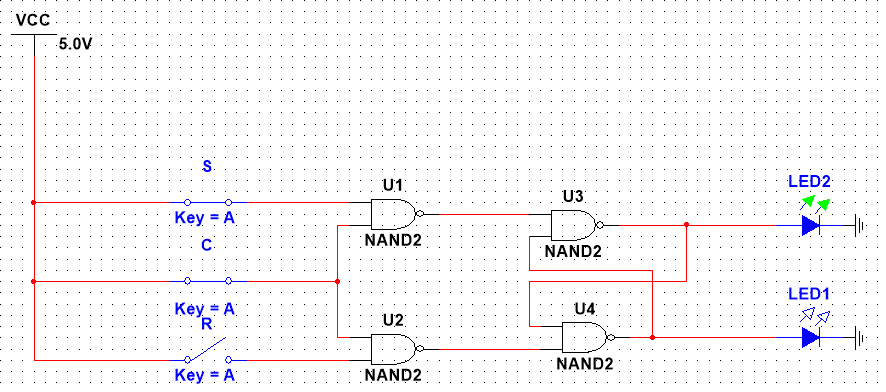 VCC
5.0V
S
Key = A
C
Key = A
R
Key = A
U1
NAND2
U2
NAND2
U3
NAND2
U4
NAND2
LED2
LED1